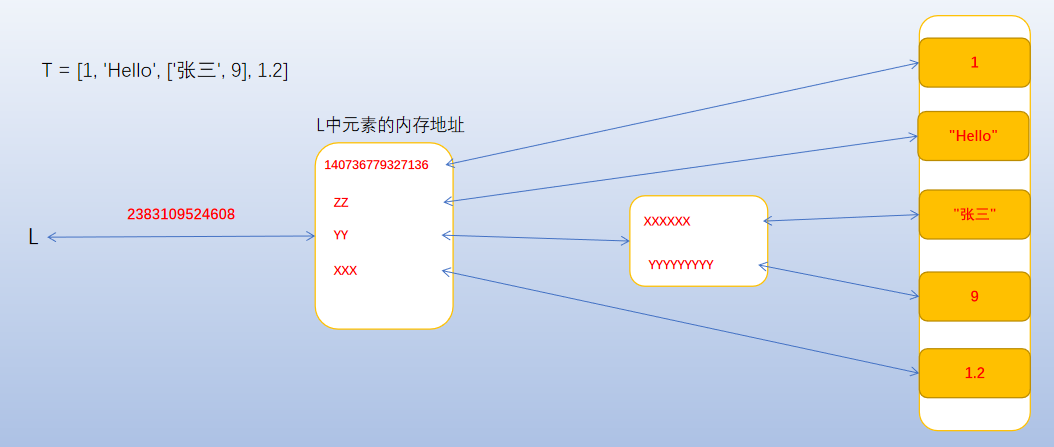 T = [1, 'Hello', ['张三', 9], 1.2]
L中元素的内存地址
L
2383109524608
140736779327136
ZZ
YY
XXX
XXXXXX
YYYYYYYYY
1
"Hello"
"张三"
9
1.2